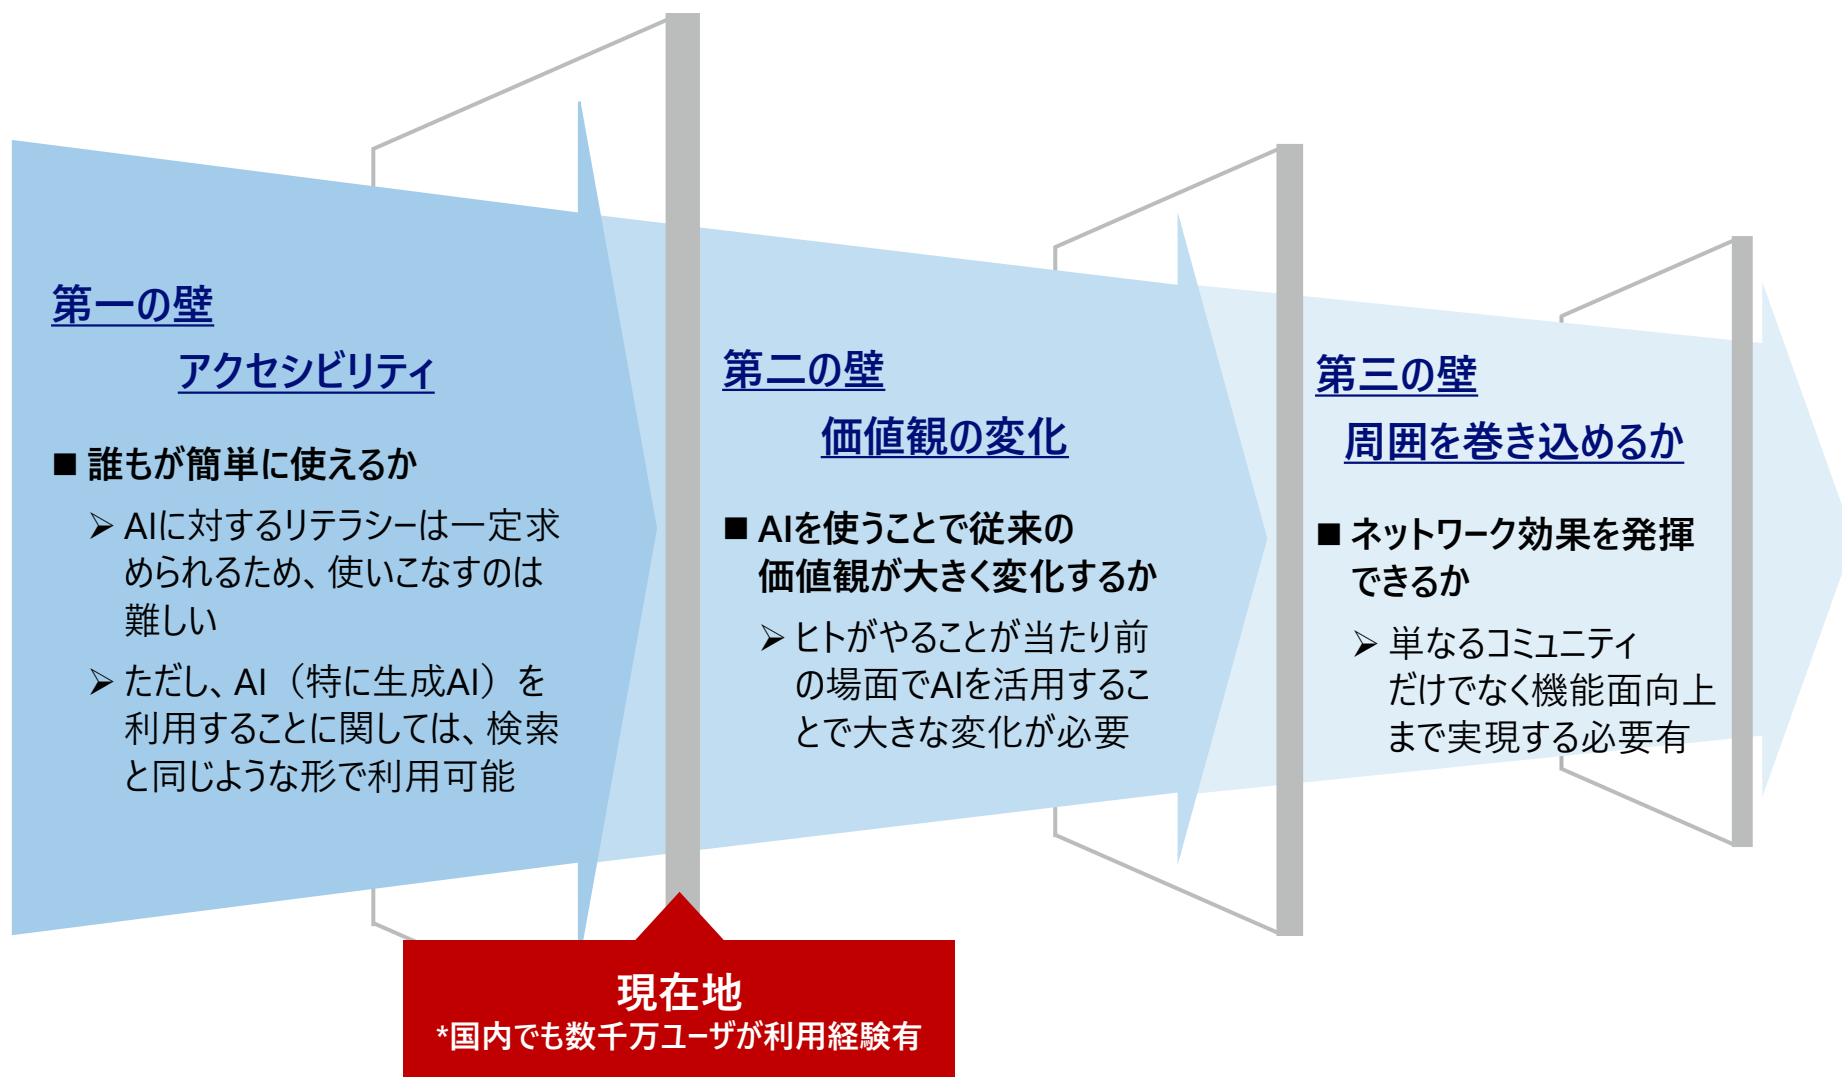 第一の壁
アクセシビリティ
■ 誰もが簡単に使えるか
➢ AIに対するリテラシーは一定求
められるため、使いこなすのは
難しい
➢ ただし、AI（特に生成AI）を
利用することに関しては、検索
と同じような形で利用可能
第二の壁
価値観の変化
■ AIを使うことで従来の
価値観が大きく変化するか
➢ ヒトがやることが当たり前
の場面でAIを活用するこ
とで大きな変化が必要
第三の壁
周囲を巻き込めるか
■ ネットワーク効果を発揮
できるか
➢ 単なるコミュニティ
だけでなく機能面向上
まで実現する必要有
現在地
*国内でも数千万ユーザが利用経験有